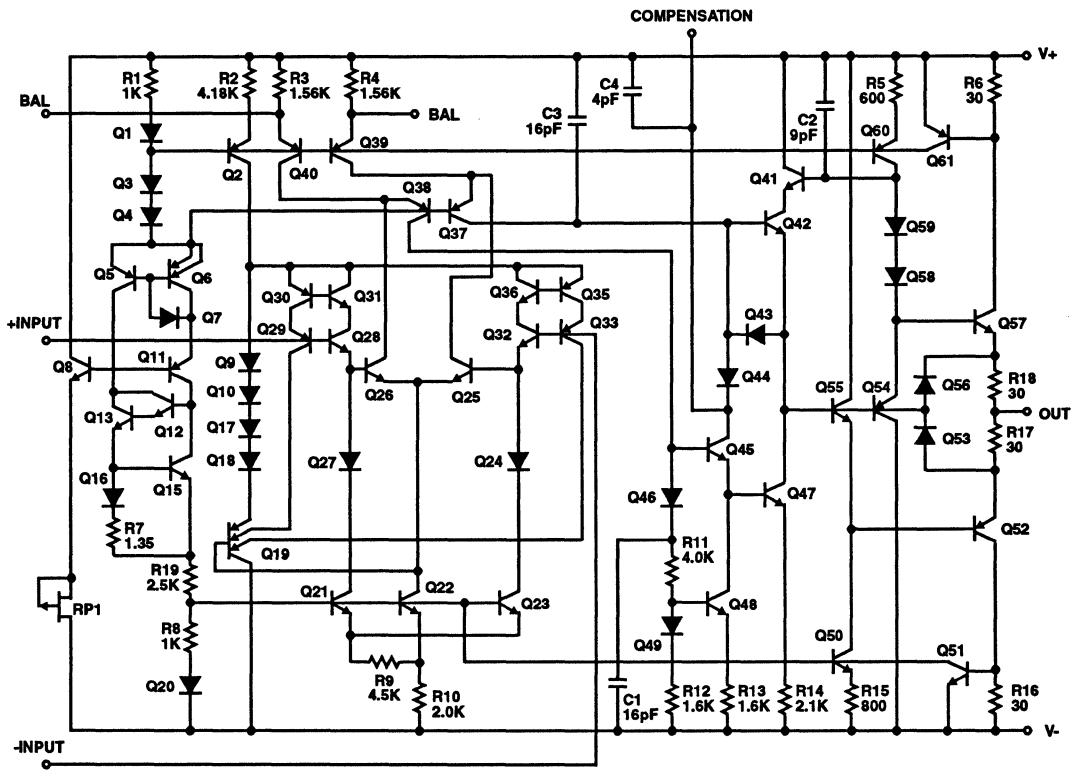 COMPENSATION
V+
R1
1K
R2
4.18K
R3
1.56K
R4
1.56K
C4
4pF
C3
16pF
C2
9pF
R5
600
R6
30
BAL
BAL
Q1
Q2
Q40
Q39
Q60
Q61
Q3
Q4
Q38
Q37
Q41
Q42
Q59
Q58
Q5
Q6
Q7
Q30
Q31
Q36
Q35
+INPUT
Q29
Q28
Q32
Q33
Q43
Q57
Q8
Q11
Q9
Q10
Q26
Q25
Q44
Q55
Q54
Q56
R18
30
OUT
Q13
Q12
Q17
Q18
Q53
R17
30
Q16
Q15
Q27
Q24
Q45
Q46
Q47
R7
1.35
Q19
R11
4.0K
Q52
R19
2.5K
RP1
Q21
Q22
Q23
Q48
R8
1K
Q49
Q50
Q51
Q20
R9
4.5K
R10
2.0K
C1
16pF
R12
1.6K
R13
1.6K
R14
2.1K
R15
800
R16
30
V-
-INPUT